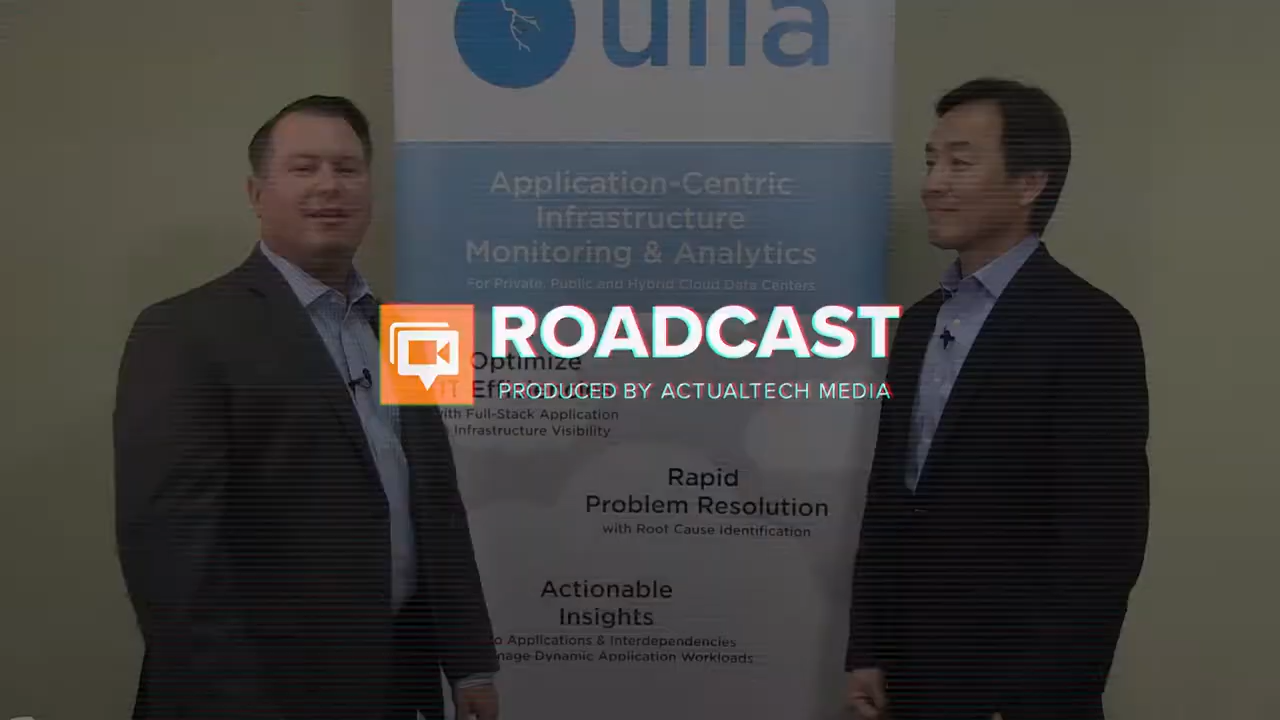 uila
Application-Centric
Infrastructure
Monitoring & Analytics
For Private, Public and Hybrid Cloud Data Centers
ROADCAST
PRODUCED BY ACTUALTECH MEDIA
Optimize
IT
with Full-Stack Application
Infrastructure Visibility
Rapid
Problem Resolution
with Root Cause Identification
Actionable
Insights
Applications & Interdependencies
Dynamic Application Workloads